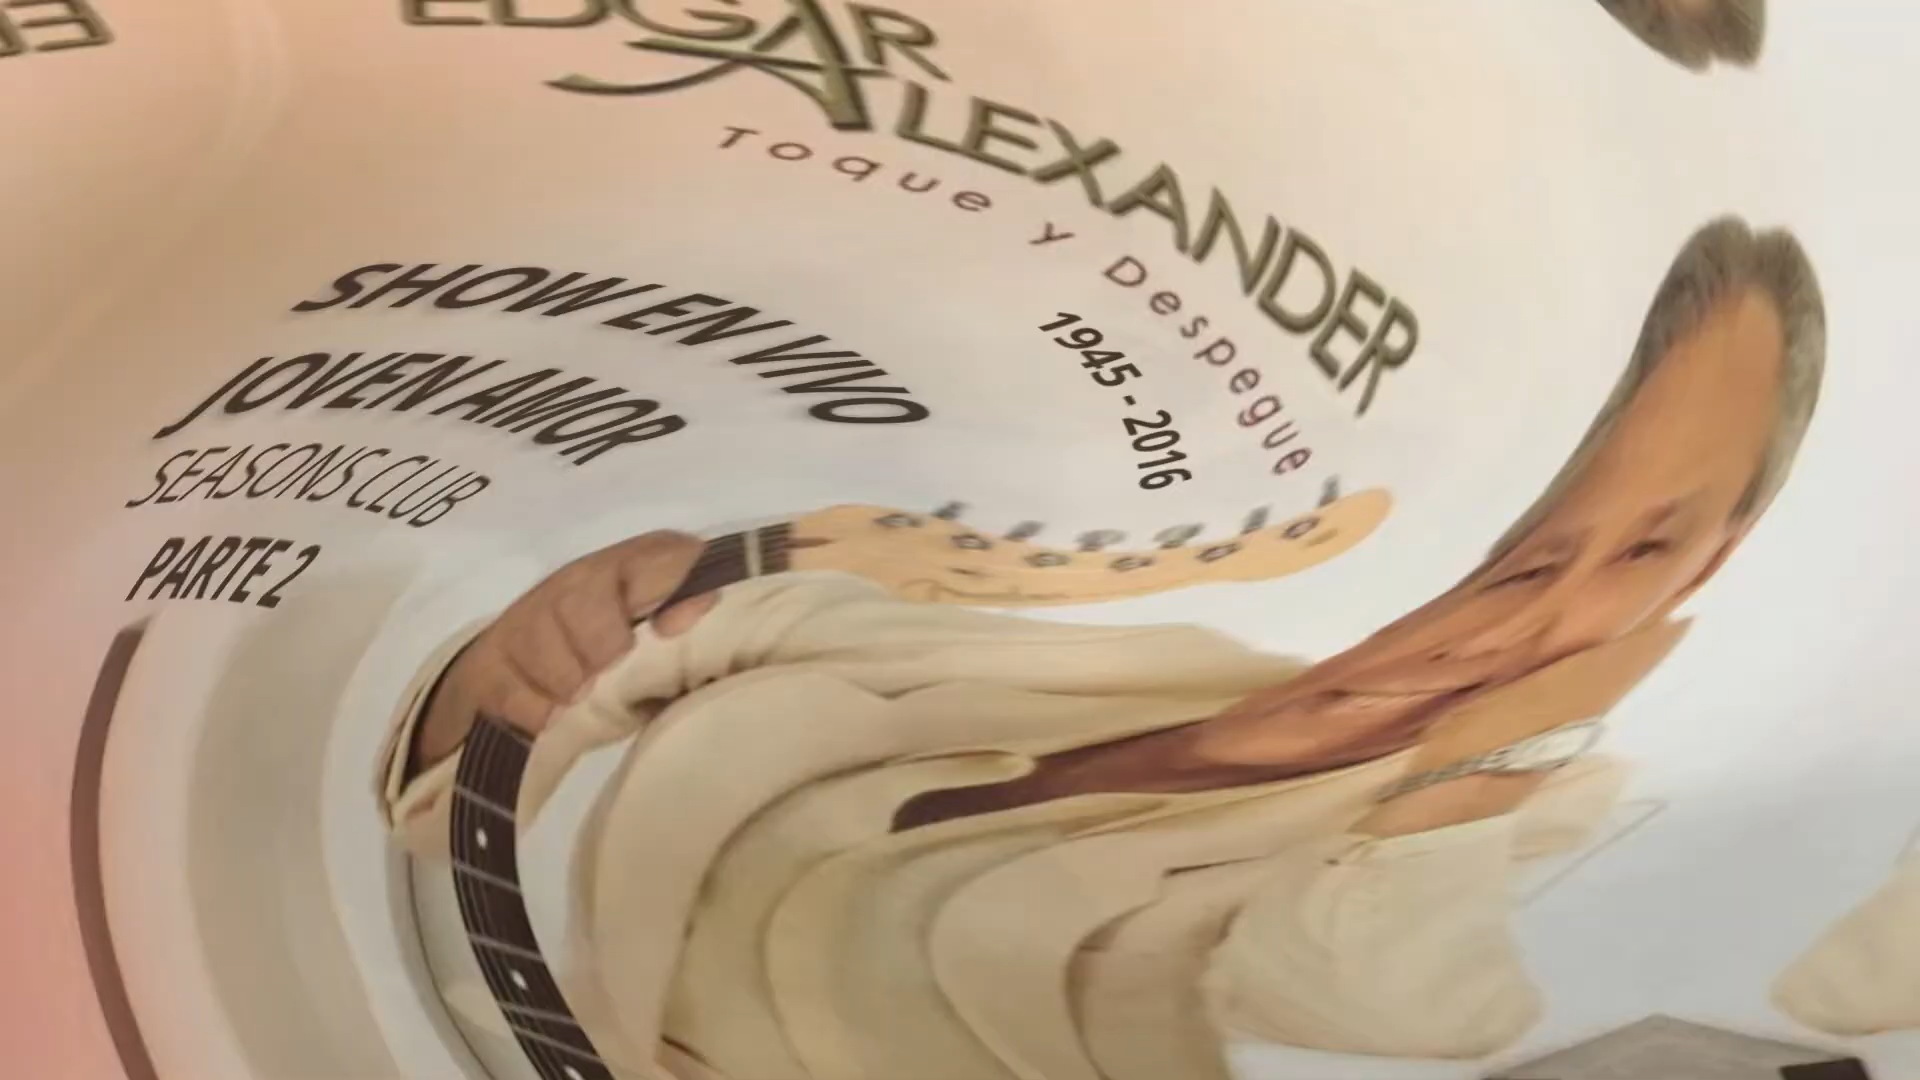 EDGAR
ALEXANDER
Toque y Despegue
1945 - 2016
SHOW EN VIVO
JOVEN AMOR
SEASONS CLUB
PARTE 2